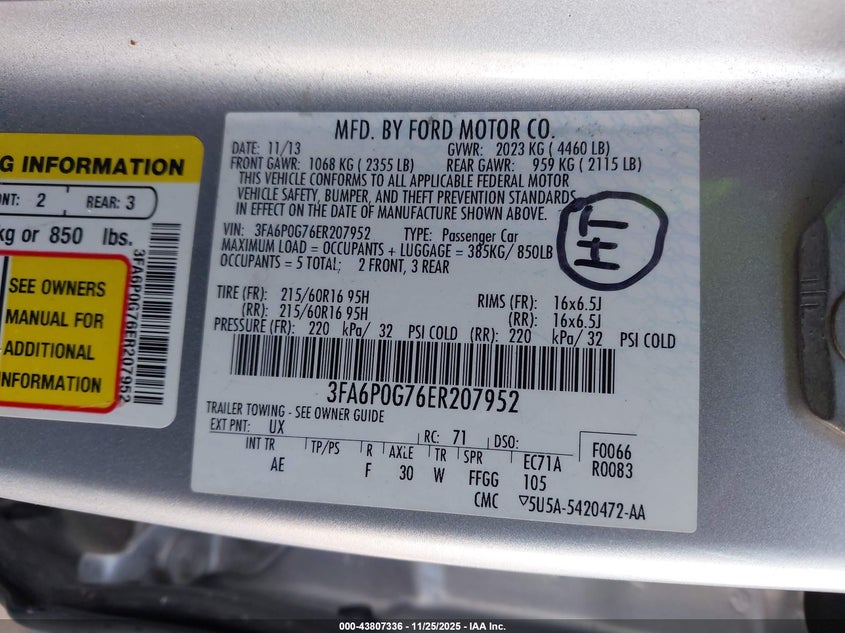 G INFORMATION
NT: 2 | REAR: 3
kg or 850 lbs.
SEE OWNERS
MANUAL FOR
ADDITIONAL
INFORMATION
3FA6P0G76ER207952
MFD. BY FORD MOTOR CO.
DATE: 11/13 GVWR: 2023 KG ( 4460 LB)
FRONT GAWR: 1068 KG ( 2355 LB) REAR GAWR: 959 KG ( 2115 LB)
THIS VEHICLE CONFORMS TO ALL APPLICABLE FEDERAL MOTOR
VEHICLE SAFETY, BUMPER, AND THEFT PREVENTION STANDARDS
IN EFFECT ON THE DATE OF MANUFACTURE SHOWN ABOVE.
VIN: 3FA6P0G76ER207952 TYPE: Passenger Car
MAXIMUM LOAD = OCCUPANTS + LUGGAGE = 385KG/ 850LB
OCCUPANTS = 5 TOTAL; 2 FRONT, 3 REAR
TIRE (FR): 215/60R16 95H RIMS (FR): 16x6.5J
(RR): 215/60R16 95H (RR): 16x6.5J
PRESSURE (FR): 220 kPa/ 32 PSI COLD (RR): 220 kPa/ 32 PSI COLD
3FA6P0G76ER207952
TRAILER TOWING - SEE OWNER GUIDE
EXT PNT: UX RC: 71 DSO: F0066
INT TR TP/PS R AXLE TR SPR EC71A R0083
AE F 30 W FFGG 105
CMC 5U5A-5420472-AA
000-43807336 - 11/25/2025 - IAA Inc.